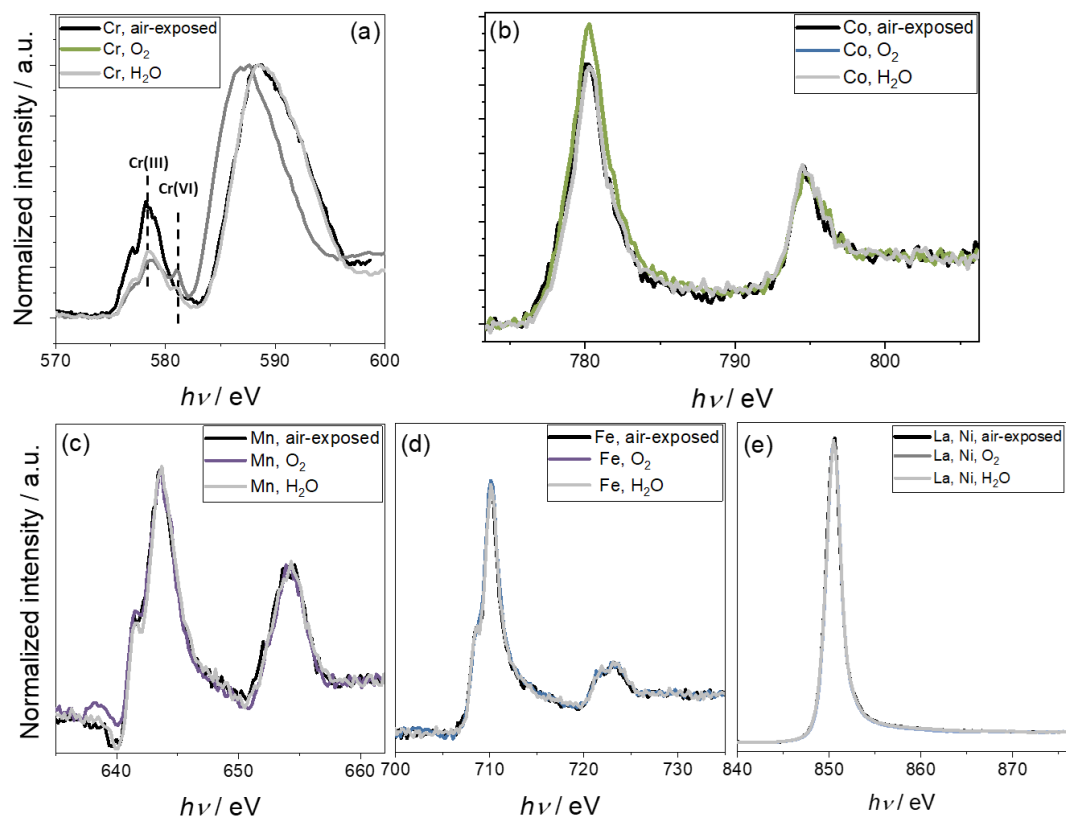 Cr, air-exposed
Cr, O₂
Cr, H₂O
(a)
Cr(III)
Cr(VI)
Normalized intensity / a.u.
570 580 590 600
hν / eV
(b)
Co, air-exposed
Co, O₂
Co, H₂O
780 790 800
hν / eV
(c)
Mn, air-exposed
Mn, O₂
Mn, H₂O
Normalized intensity / a.u.
640 650 660
hν / eV
(d)
Fe, air-exposed
Fe, O₂
Fe, H₂O
700 710 720 730
hν / eV
(e)
La, Ni, air-exposed
La, Ni, O₂
La, Ni, H₂O
840 850 860 870
hν / eV